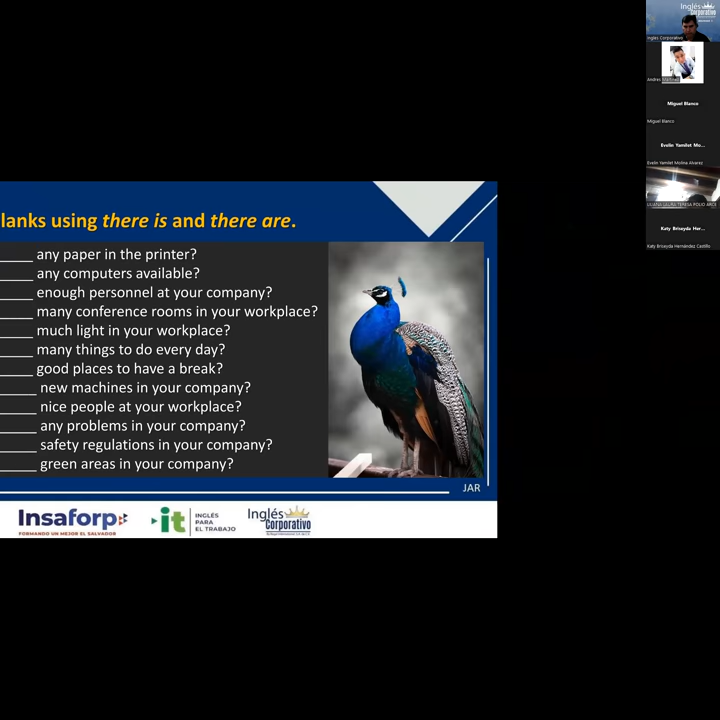 lanks using there is and there are.
_____ any paper in the printer?
_____ any computers available?
_____ enough personnel at your company?
_____ many conference rooms in your workplace?
_____ much light in your workplace?
_____ many things to do every day?
_____ good places to have a break?
_____ new machines in your company?
_____ nice people at your workplace?
_____ any problems in your company?
_____ safety regulations in your company?
_____ green areas in your company?
JAR
Insaforp
FORMANDO UN MEJOR EL SALVADOR
it
INGLÉS
PARA
EL TRABAJO
Inglés
Corporativo
Inglés
Corporativo
Inglés Corporativo
Miguel Blanco
Miguel Blanco
Evelin Yamilet Mo...
Evelin Yamilet Molina Alvarez
Katy Briseyda Her...
Katy Briseyda Hernández Castillo